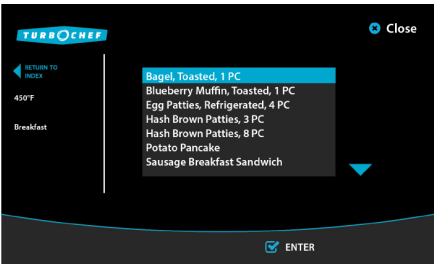 TURBOCHEF
Close
RETURN TO
INDEX
450°F
Breakfast
Bagel, Toasted, 1 PC
Blueberry Muffin, Toasted, 1 PC
Egg Patties, Refrigerated, 4 PC
Hash Brown Patties, 3 PC
Hash Brown Patties, 8 PC
Potato Pancake
Sausage Breakfast Sandwich
ENTER